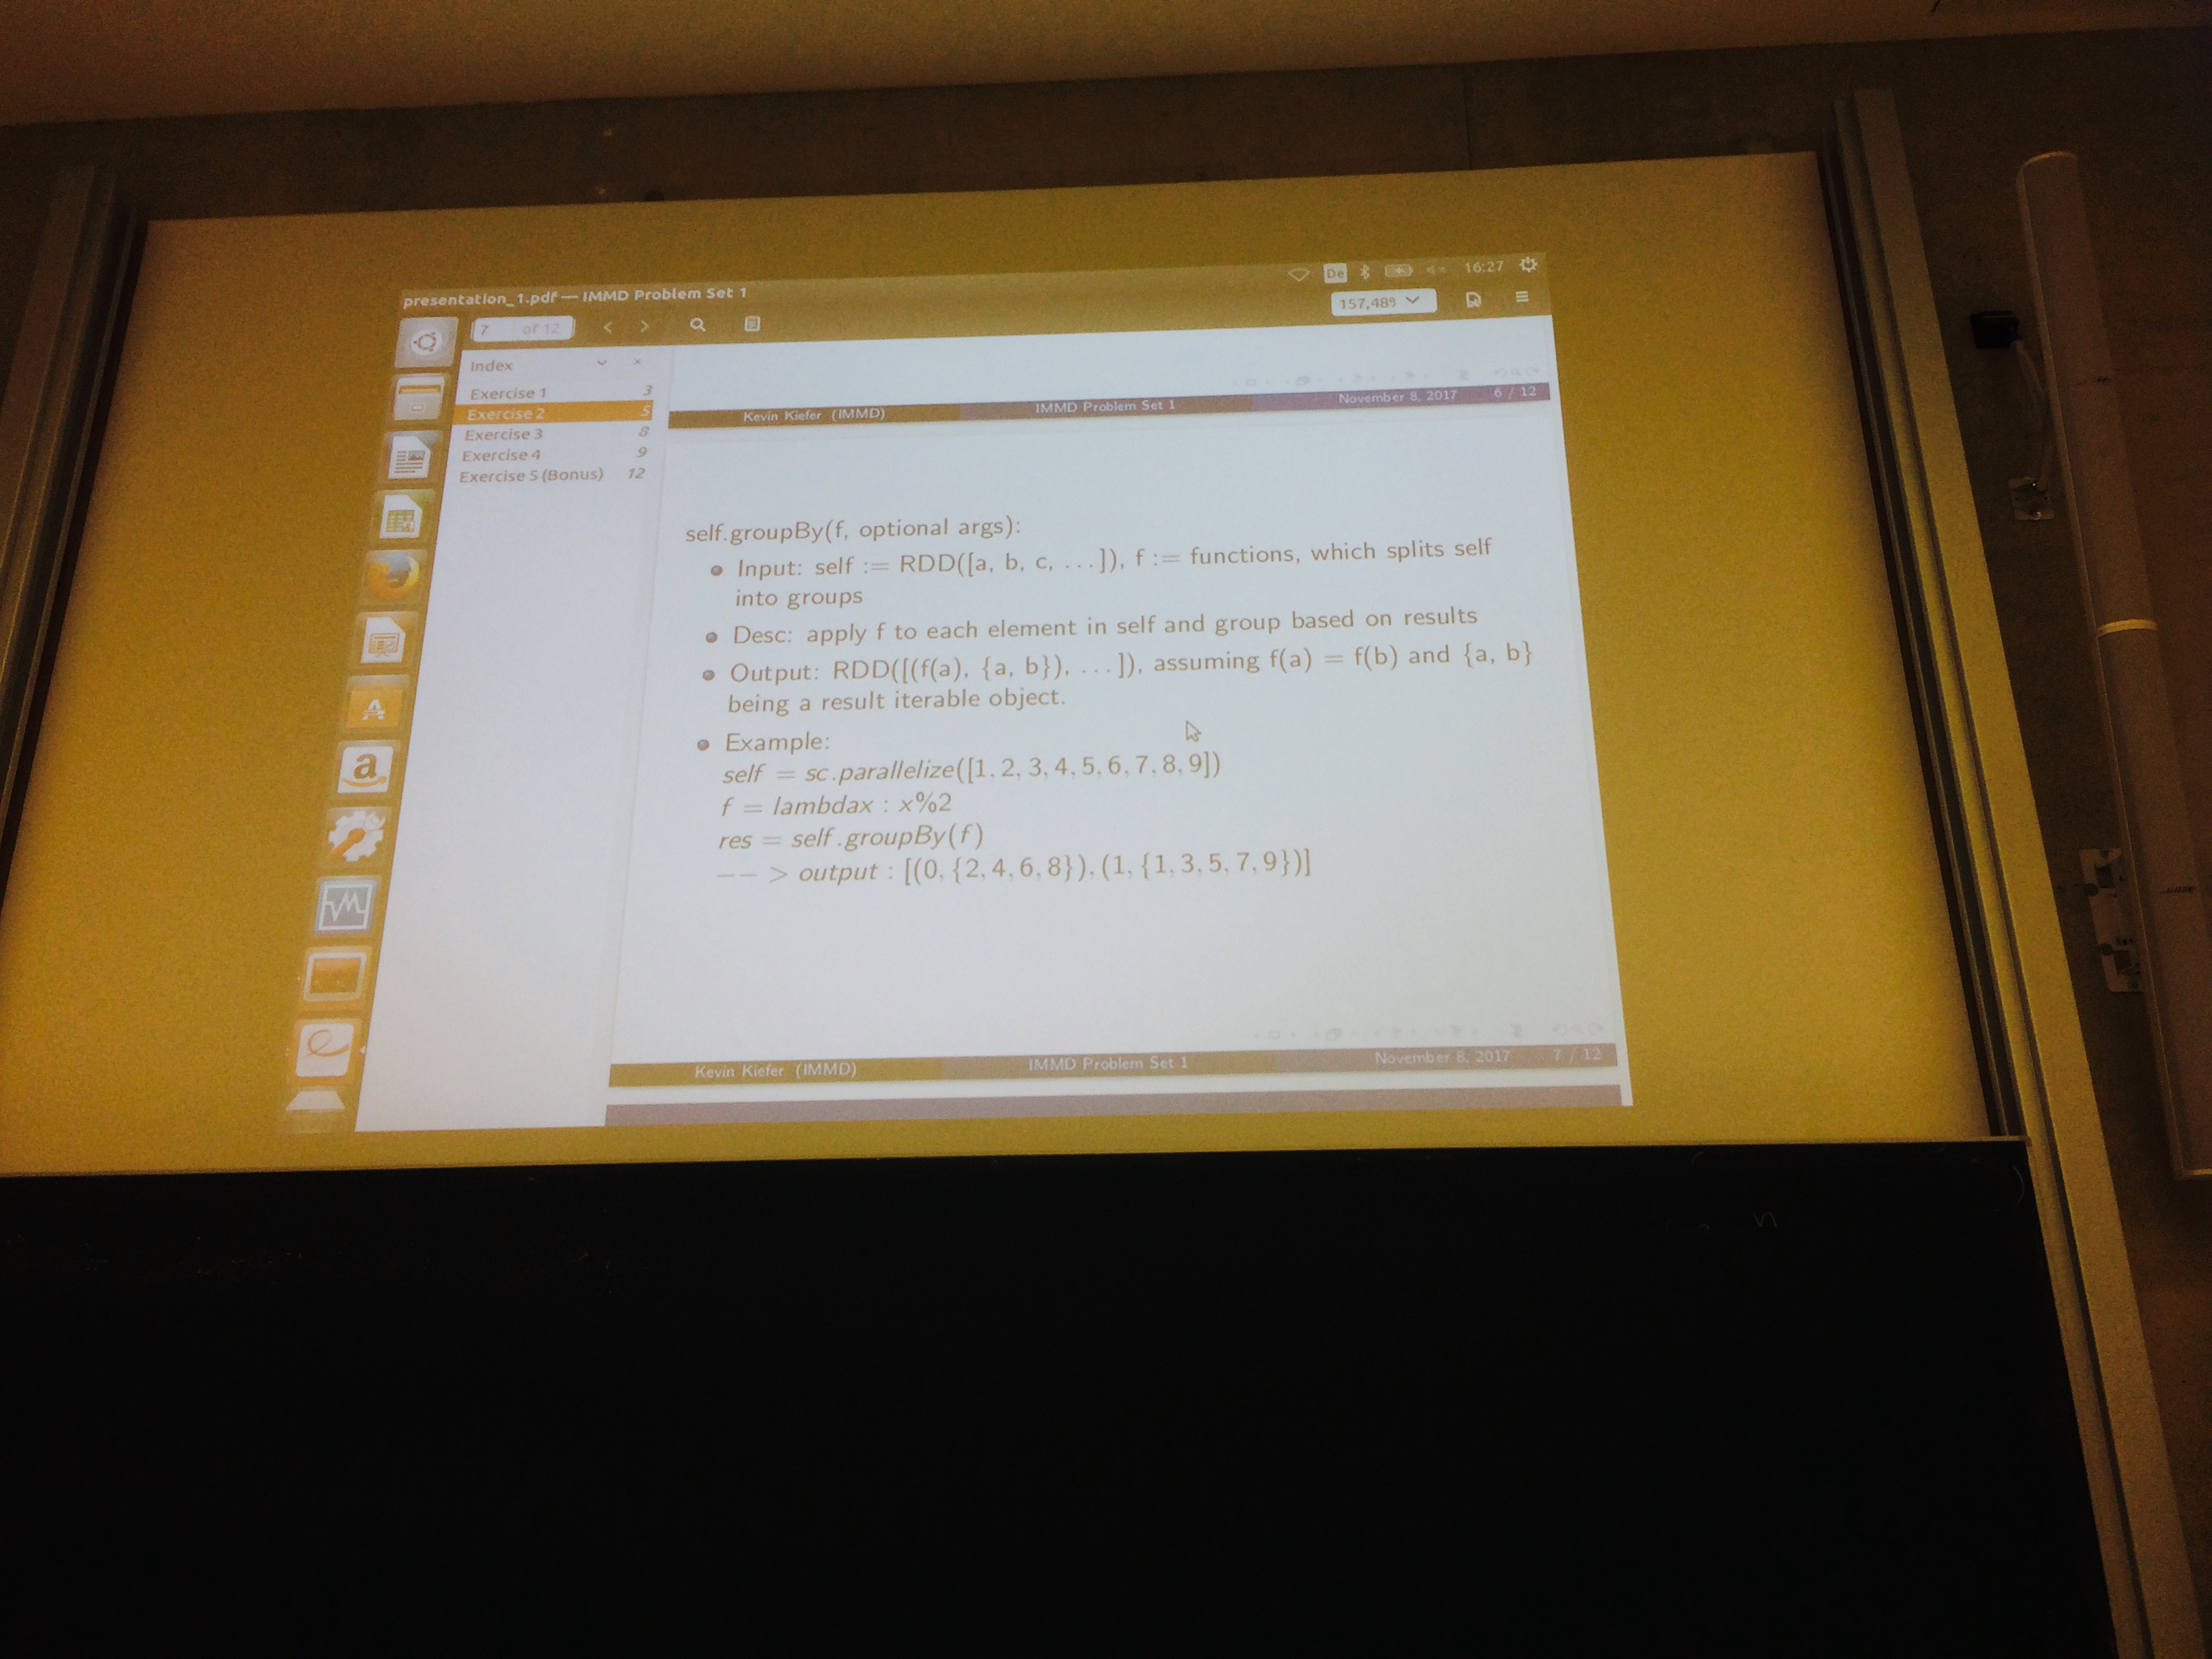 De 16:27
presentation_1.pdf — IMMD Problem Set 1
7 of 12
157,48%
Index
Exercise 1 3
Exercise 2 5
Exercise 3 8
Exercise 4 9
Exercise 5 (Bonus) 12
Kevin Kiefer (IMMD) IMMD Problem Set 1 November 8, 2017 6 / 12
self.groupBy(f, optional args):
Input: self := RDD([a, b, c, ...]), f := functions, which splits self
into groups
Desc: apply f to each element in self and group based on results
Output: RDD([(f(a), {a, b}), ...]), assuming f(a) = f(b) and {a, b}
being a result iterable object.
Example:
self = sc.parallelize([1, 2, 3, 4, 5, 6, 7, 8, 9])
f = lambdax : x%2
res = self.groupBy(f)
−− > output : [(0, {2, 4, 6, 8}), (1, {1, 3, 5, 7, 9})]
Kevin Kiefer (IMMD) IMMD Problem Set 1 November 8, 2017 7 / 12